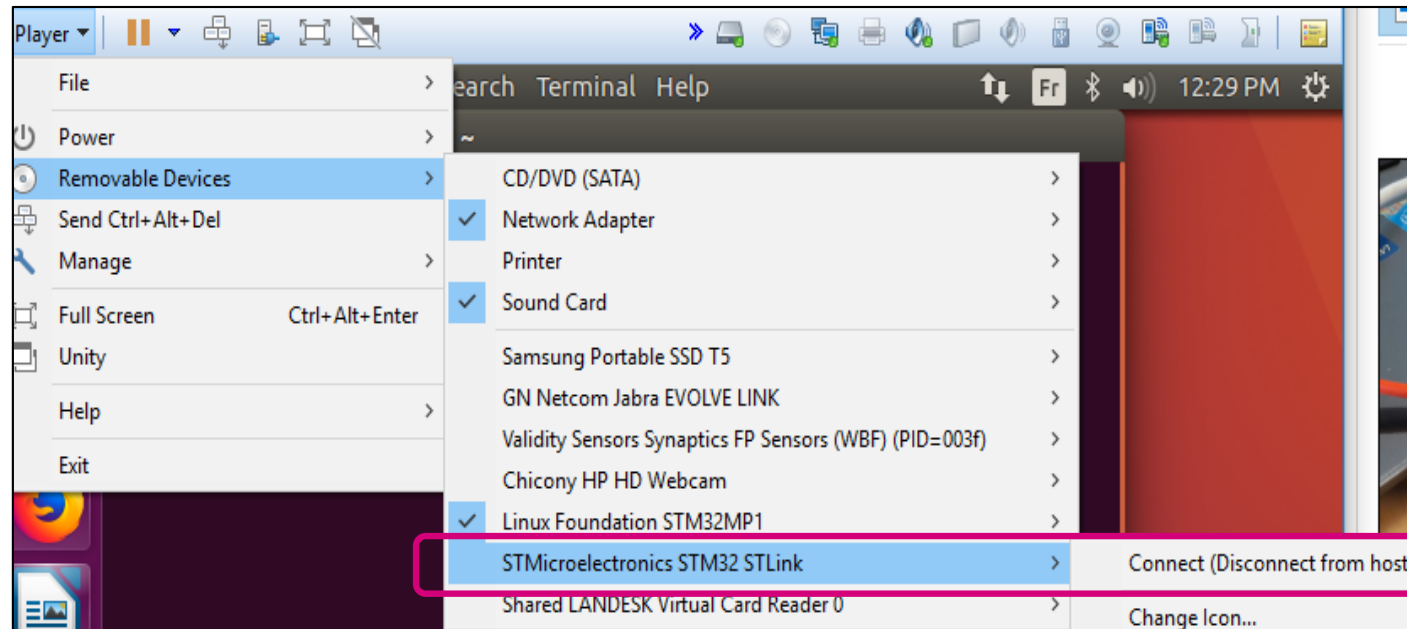 Player
earch Terminal Help Fr 12:29 PM
~
File
Power
Removable Devices
Send Ctrl+Alt+Del
Manage
Full Screen Ctrl+Alt+Enter
Unity
Help
Exit
CD/DVD (SATA)
Network Adapter
Printer
Sound Card
Samsung Portable SSD T5
GN Netcom Jabra EVOLVE LINK
Validity Sensors Synaptics FP Sensors (WBF) (PID=003f)
Chicony HP HD Webcam
Linux Foundation STM32MP1
STMicroelectronics STM32 STLink
Shared LANDESK Virtual Card Reader 0
Connect (Disconnect from host
Change Icon...